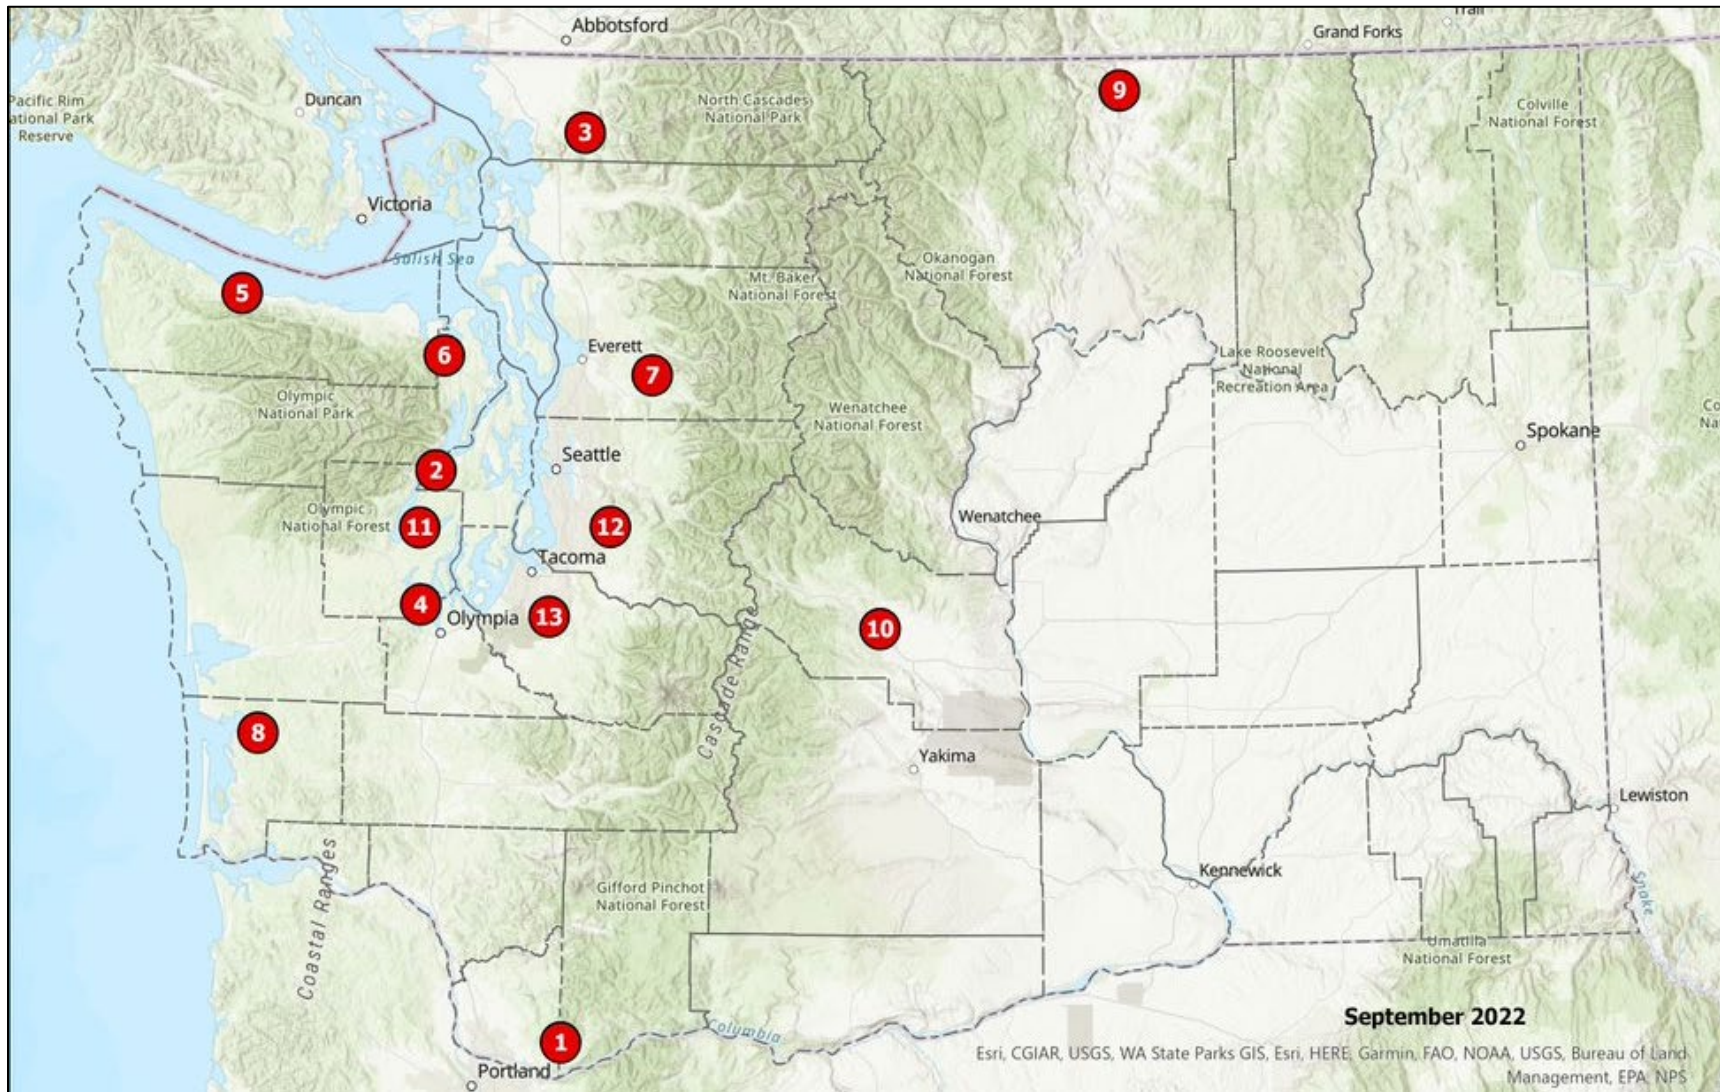 Abbotsford
Trail
Grand Forks
9
Pacific Rim
National Park
Reserve
Duncan
North Cascades
National Park
Colville
National Forest
3
Victoria
Salish Sea
Okanogan
National Forest
Mt. Baker
National Forest
5
Everett
6
7
Lake Roosevelt
National
Recreation Area
Olympic
National Park
Wenatchee
National Forest
Spokane
Seattle
2
Olympic
National Forest
11
12
Wenatchee
Tacoma
4
Olympia
13
10
Cascade Range
8
Yakima
Lewiston
Kennewick
Coastal Ranges
Gifford Pinchot
National Forest
Snake
Umatilla
National Forest
September 2022
1
Columbia
Portland
Esri, CGIAR, USGS, WA State Parks GIS, Esri, HERE, Garmin, FAO, NOAA, USGS, Bureau of Land
Management, EPA, NPS